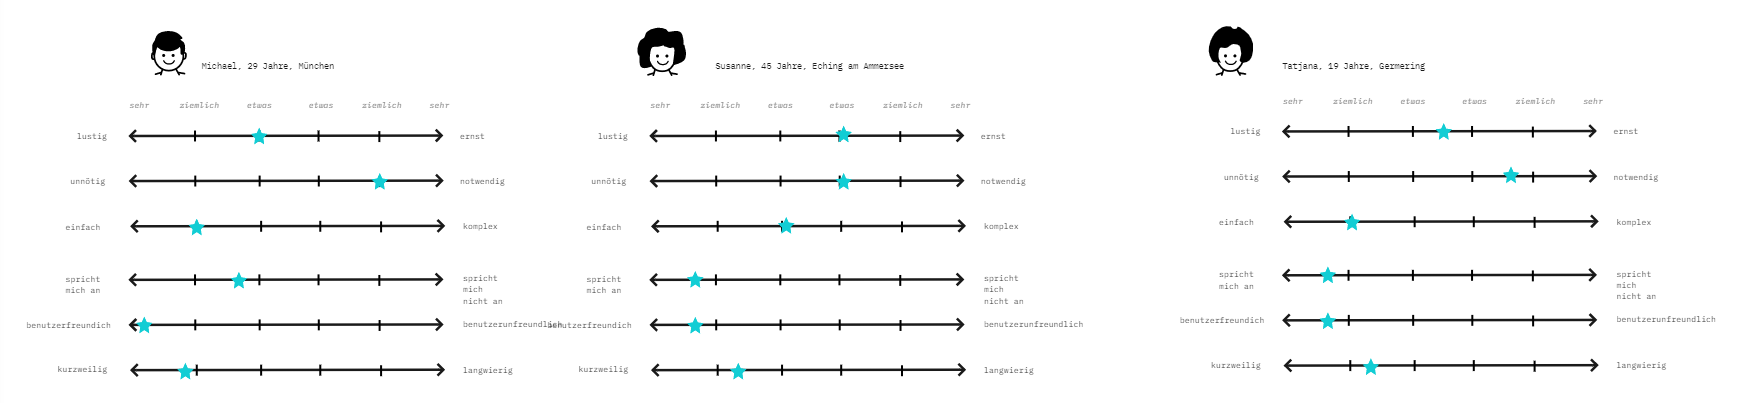 Michael, 29 Jahre, München
sehr ziemlich etwas etwas ziemlich sehr
lustig ernst
unnötig notwendig
einfach komplex
spricht mich an spricht mich nicht an
benutzerfreundich benutzerunfreundlich
kurzweilig langwierig
Susanne, 45 Jahre, Eching am Ammersee
sehr ziemlich etwas etwas ziemlich sehr
lustig ernst
unnötig notwendig
einfach komplex
spricht mich an spricht mich nicht an
benutzerfreundich benutzerunfreundlich
kurzweilig langwierig
Tatjana, 19 Jahre, Germering
sehr ziemlich etwas etwas ziemlich sehr
lustig ernst
unnötig notwendig
einfach komplex
spricht mich an spricht mich nicht an
benutzerfreundich benutzerunfreundlich
kurzweilig langwierig